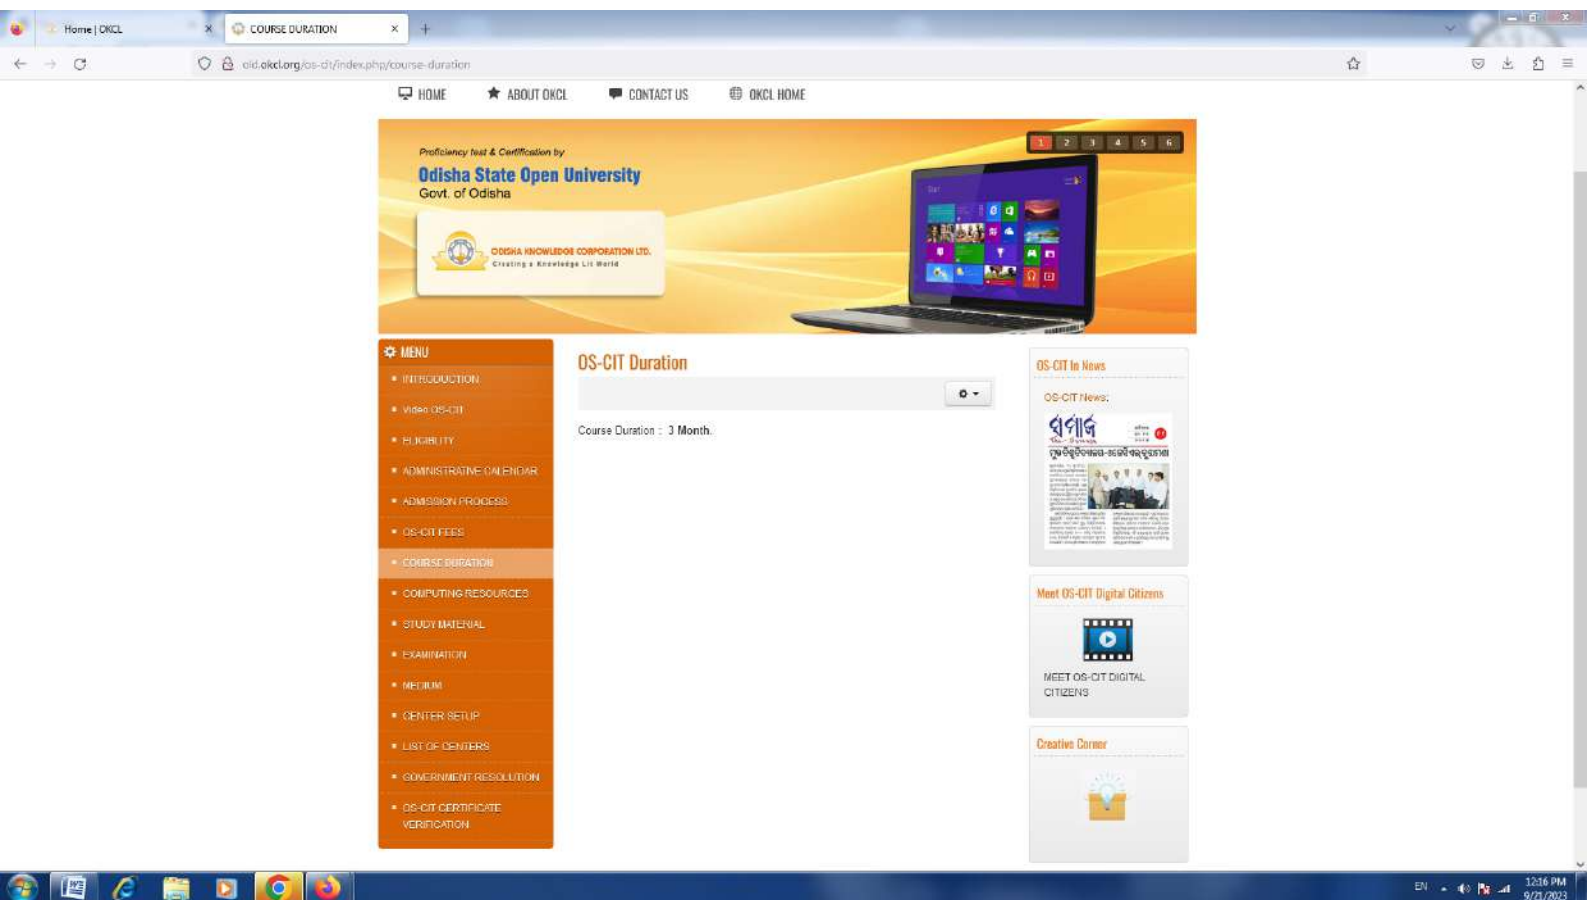 Home | OKCL
COURSE DURATION
old.okcl.org/os-cit/index.php/course-duration
HOME
ABOUT OKCL
CONTACT US
OKCL HOME
Proficiency test & Certification by
Odisha State Open University
Govt. of Odisha
ODISHA KNOWLEDGE CORPORATION LTD.
Creating a Knowledge Lit World
1 2 3 4 5 6
Start
MENU
INTRODUCTION
Video OS-CIT
ELIGIBLITY
ADMINISTRATIVE CALENDAR
ADMISSION PROCESS
OS-CIT FEES
COURSE DURATION
COMPUTING RESOURCES
STUDY MATERIAL
EXAMINATION
MEDIUM
CENTER SETUP
LIST OF CENTERS
GOVERNMENT RESOLUTION
OS-CIT CERTIFICATE
VERIFICATION
OS-CIT Duration
Course Duration : 3 Month.
OS-CIT In News
OS-CIT News:
ସମାଜ
Meet OS-CIT Digital Citizens
MEET OS-CIT DIGITAL
CITIZENS
Creative Corner
EN
12:16 PM
9/21/2023